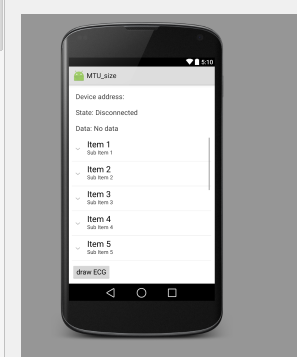 5:10
MTU_size
Device address:
State: Disconnected
Data: No data
Item 1
Sub Item 1
Item 2
Sub Item 2
Item 3
Sub Item 3
Item 4
Sub Item 4
Item 5
Sub Item 5
draw ECG